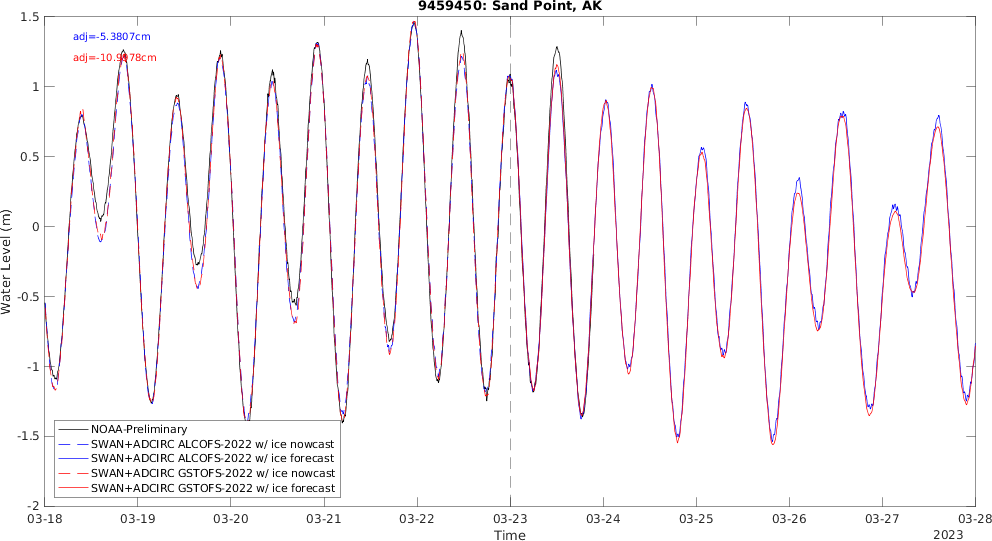 9459450: Sand Point, AK
adj=-5.3807cm
Water Level (m)
1.5
1
0.5
0
-0.5
-1
-1.5
-2
NOAA-Preliminary
SWAN+ADCIRC ALCOFS-2022 w/ ice nowcast
SWAN+ADCIRC ALCOFS-2022 w/ ice forecast
SWAN+ADCIRC GSTOFS-2022 w/ ice nowcast
SWAN+ADCIRC GSTOFS-2022 w/ ice forecast
03-18 03-19 03-20 03-21 03-22 03-23 03-24 03-25 03-26 03-27 03-28
Time
2023